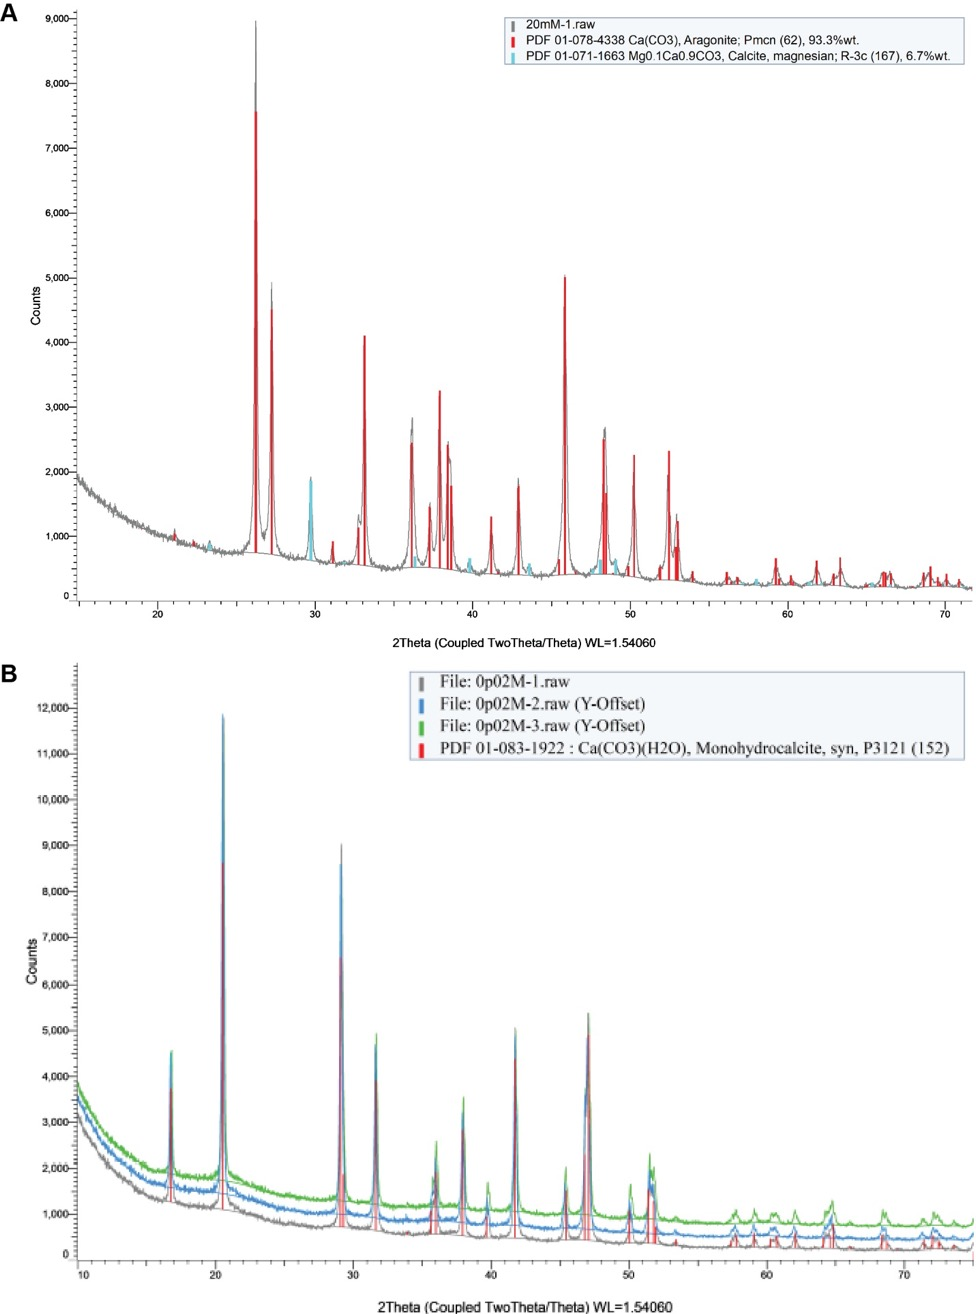 A
20mM-1.raw
PDF 01-078-4338 Ca(CO3), Aragonite; Pmcn (62), 93.3%wt.
PDF 01-071-1663 Mg0.1Ca0.9CO3, Calcite, magnesian; R-3c (167), 6.7%wt.
9,000
8,000
7,000
6,000
5,000
4,000
3,000
2,000
1,000
0
Counts
20 30 40 50 60 70
2Theta (Coupled TwoTheta/Theta) WL=1.54060
B
File: 0p02M-1.raw
File: 0p02M-2.raw (Y-Offset)
File: 0p02M-3.raw (Y-Offset)
PDF 01-083-1922 : Ca(CO3)(H2O), Monohydrocalcite, syn, P3121 (152)
12,000
11,000
10,000
9,000
8,000
7,000
6,000
5,000
4,000
3,000
2,000
1,000
0
Counts
10 20 30 40 50 60 70
2Theta (Coupled TwoTheta/Theta) WL=1.54060